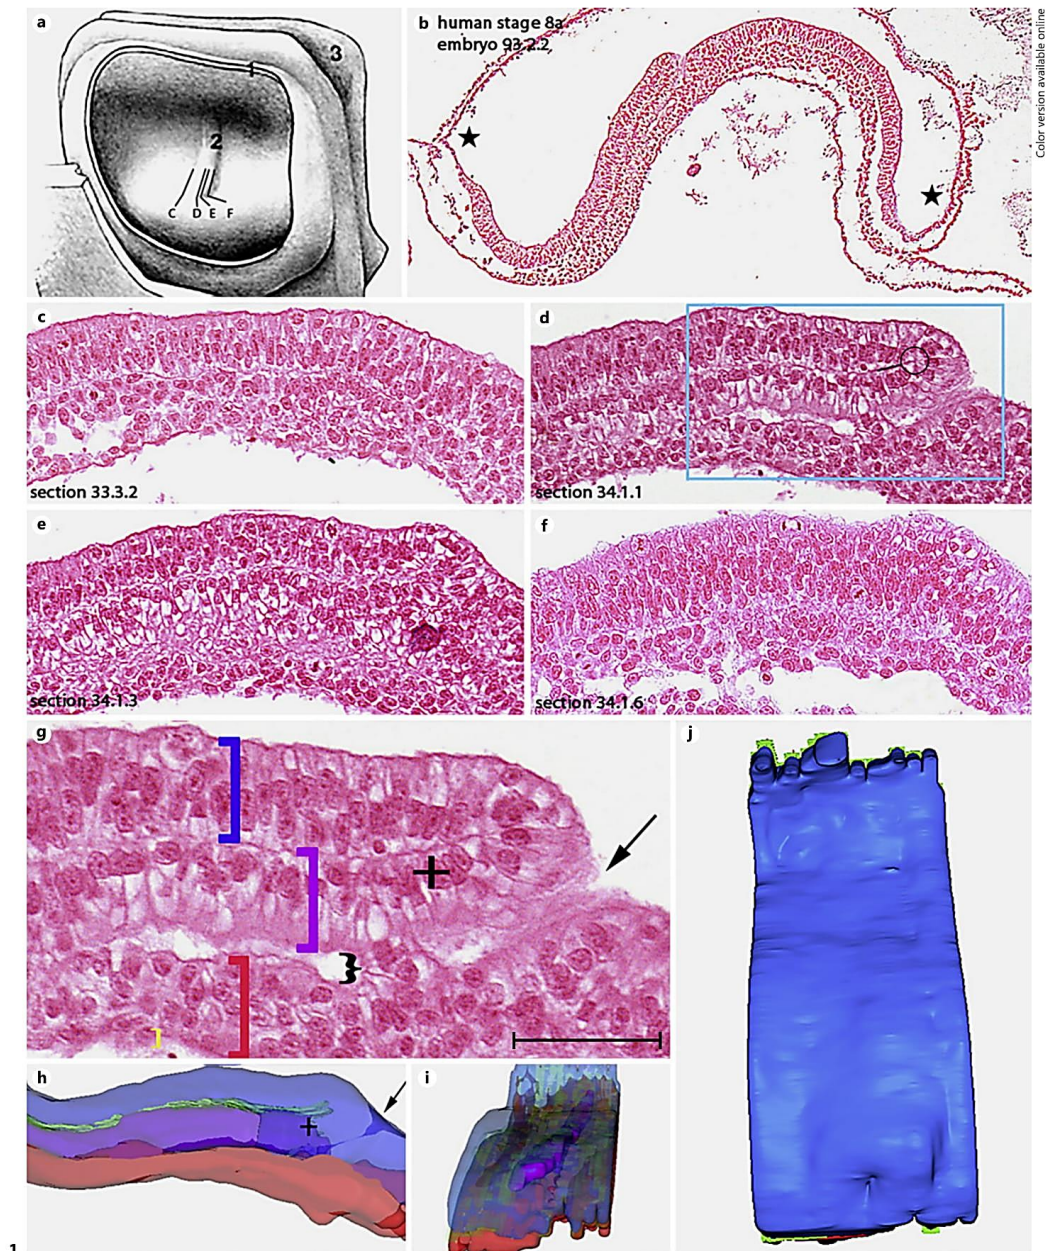 a
3
1
2
C D E F
b human stage 8a
embryo 93.2.2
Color version available online
c
section 33.3.2
d
section 34.1.1
e
section 34.1.3
f
section 34.1.6
g
j
h
i
1